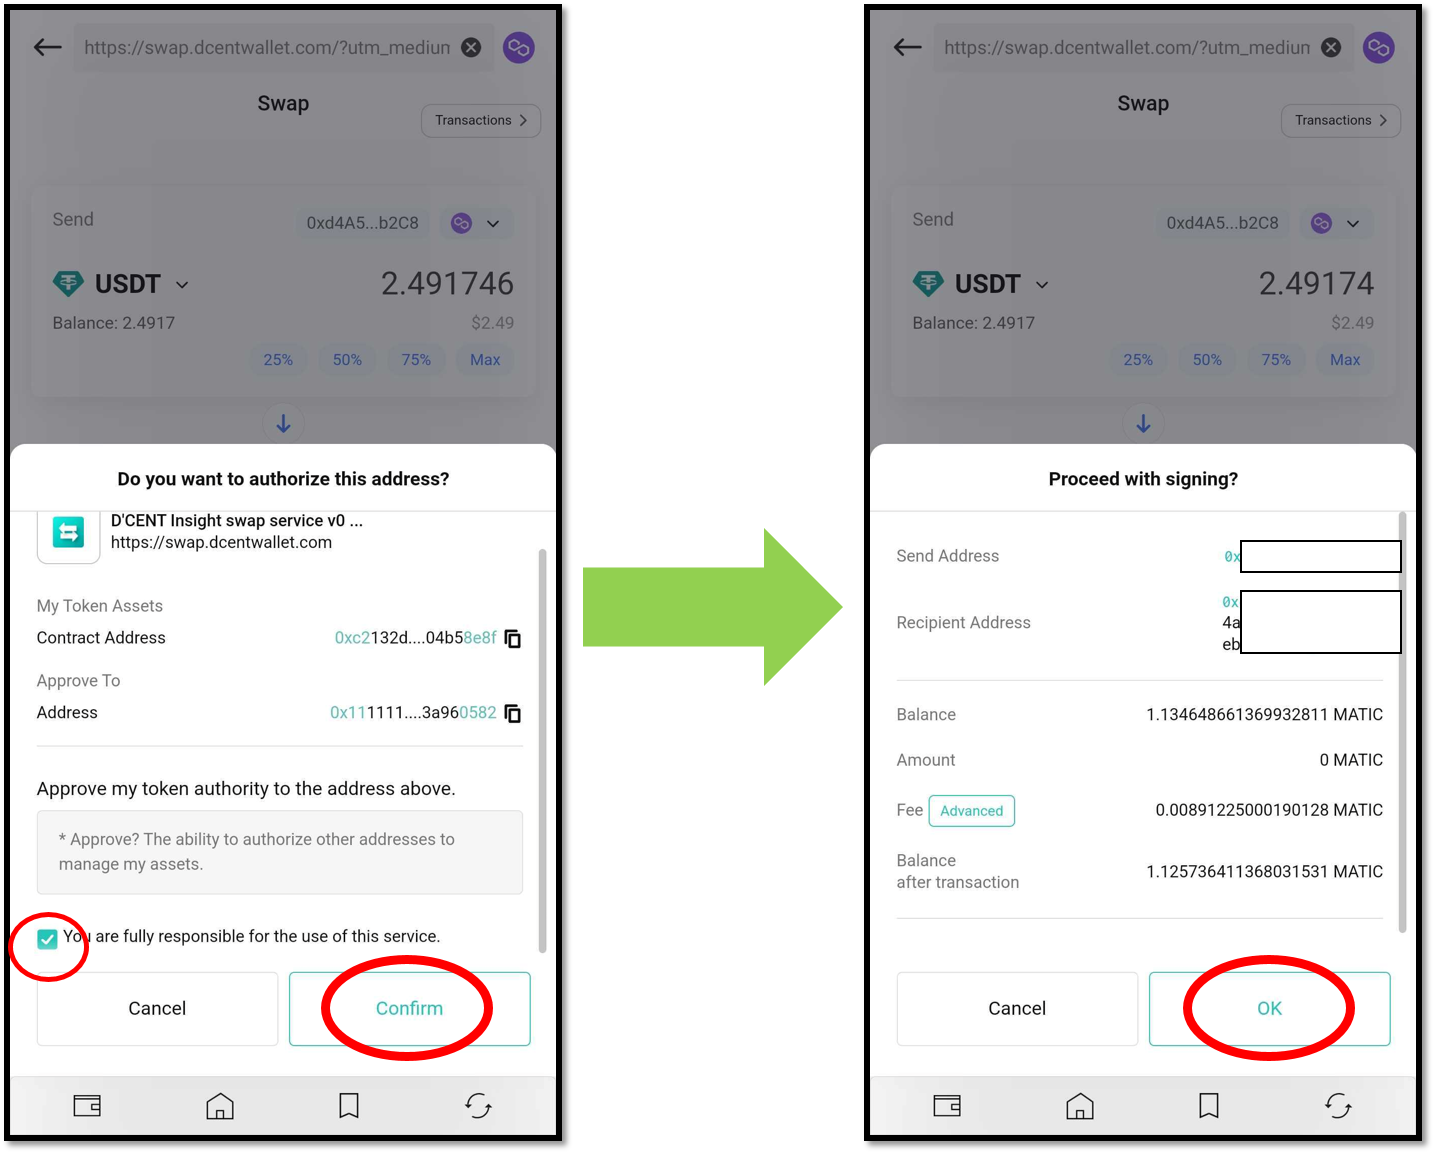 https://swap.dcentwallet.com/?utm_mediun
Swap
Transactions
Send
0xd4A5...b2C8
USDT
2.491746
Balance: 2.4917
$2.49
25%
50%
75%
Max
Do you want to authorize this address?
D'CENT Insight swap service v0 ...
https://swap.dcentwallet.com
My Token Assets
Contract Address
0xc2132d....04b58e8f
Approve To
Address
0x111111....3a960582
Approve my token authority to the address above.
* Approve? The ability to authorize other addresses to
manage my assets.
You are fully responsible for the use of this service.
Cancel
Confirm
https://swap.dcentwallet.com/?utm_mediun
Swap
Transactions
Send
0xd4A5...b2C8
USDT
2.49174
Balance: 2.4917
$2.49
25%
50%
75%
Max
Proceed with signing?
Send Address
0x
Recipient Address
0x
4a
eb
Balance
1.134648661369932811 MATIC
Amount
0 MATIC
Fee
Advanced
0.00891225000190128 MATIC
Balance
after transaction
1.125736411368031531 MATIC
Cancel
OK